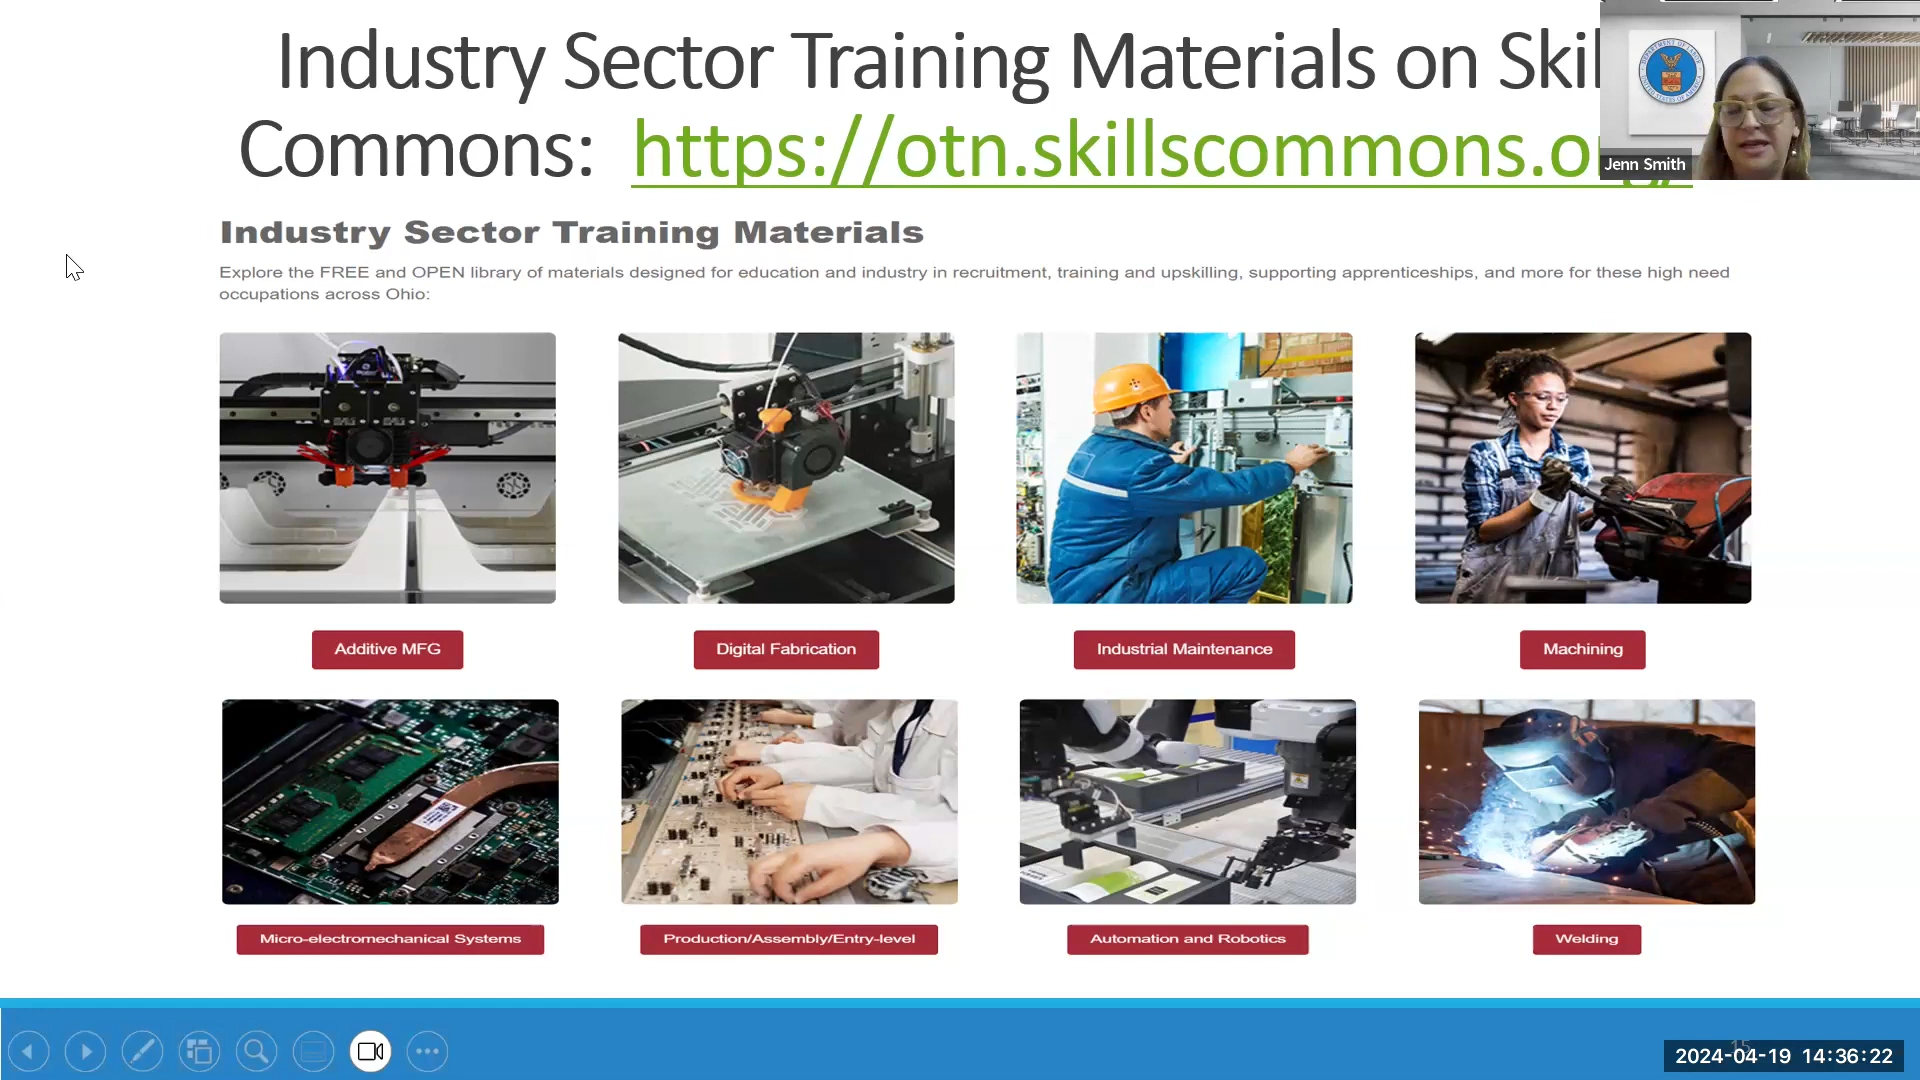 Industry Sector Training Materials on Skil
Commons: https://otn.skillscommons.o
Jenn Smith
Industry Sector Training Materials
Explore the FREE and OPEN library of materials designed for education and industry in recruitment, training and upskilling, supporting apprenticeships, and more for these high need
occupations across Ohio:
Additive MFG
Digital Fabrication
Industrial Maintenance
Machining
Micro-electromechanical Systems
Production/Assembly/Entry-level
Automation and Robotics
Welding
15
2024-04-19 14:36:22